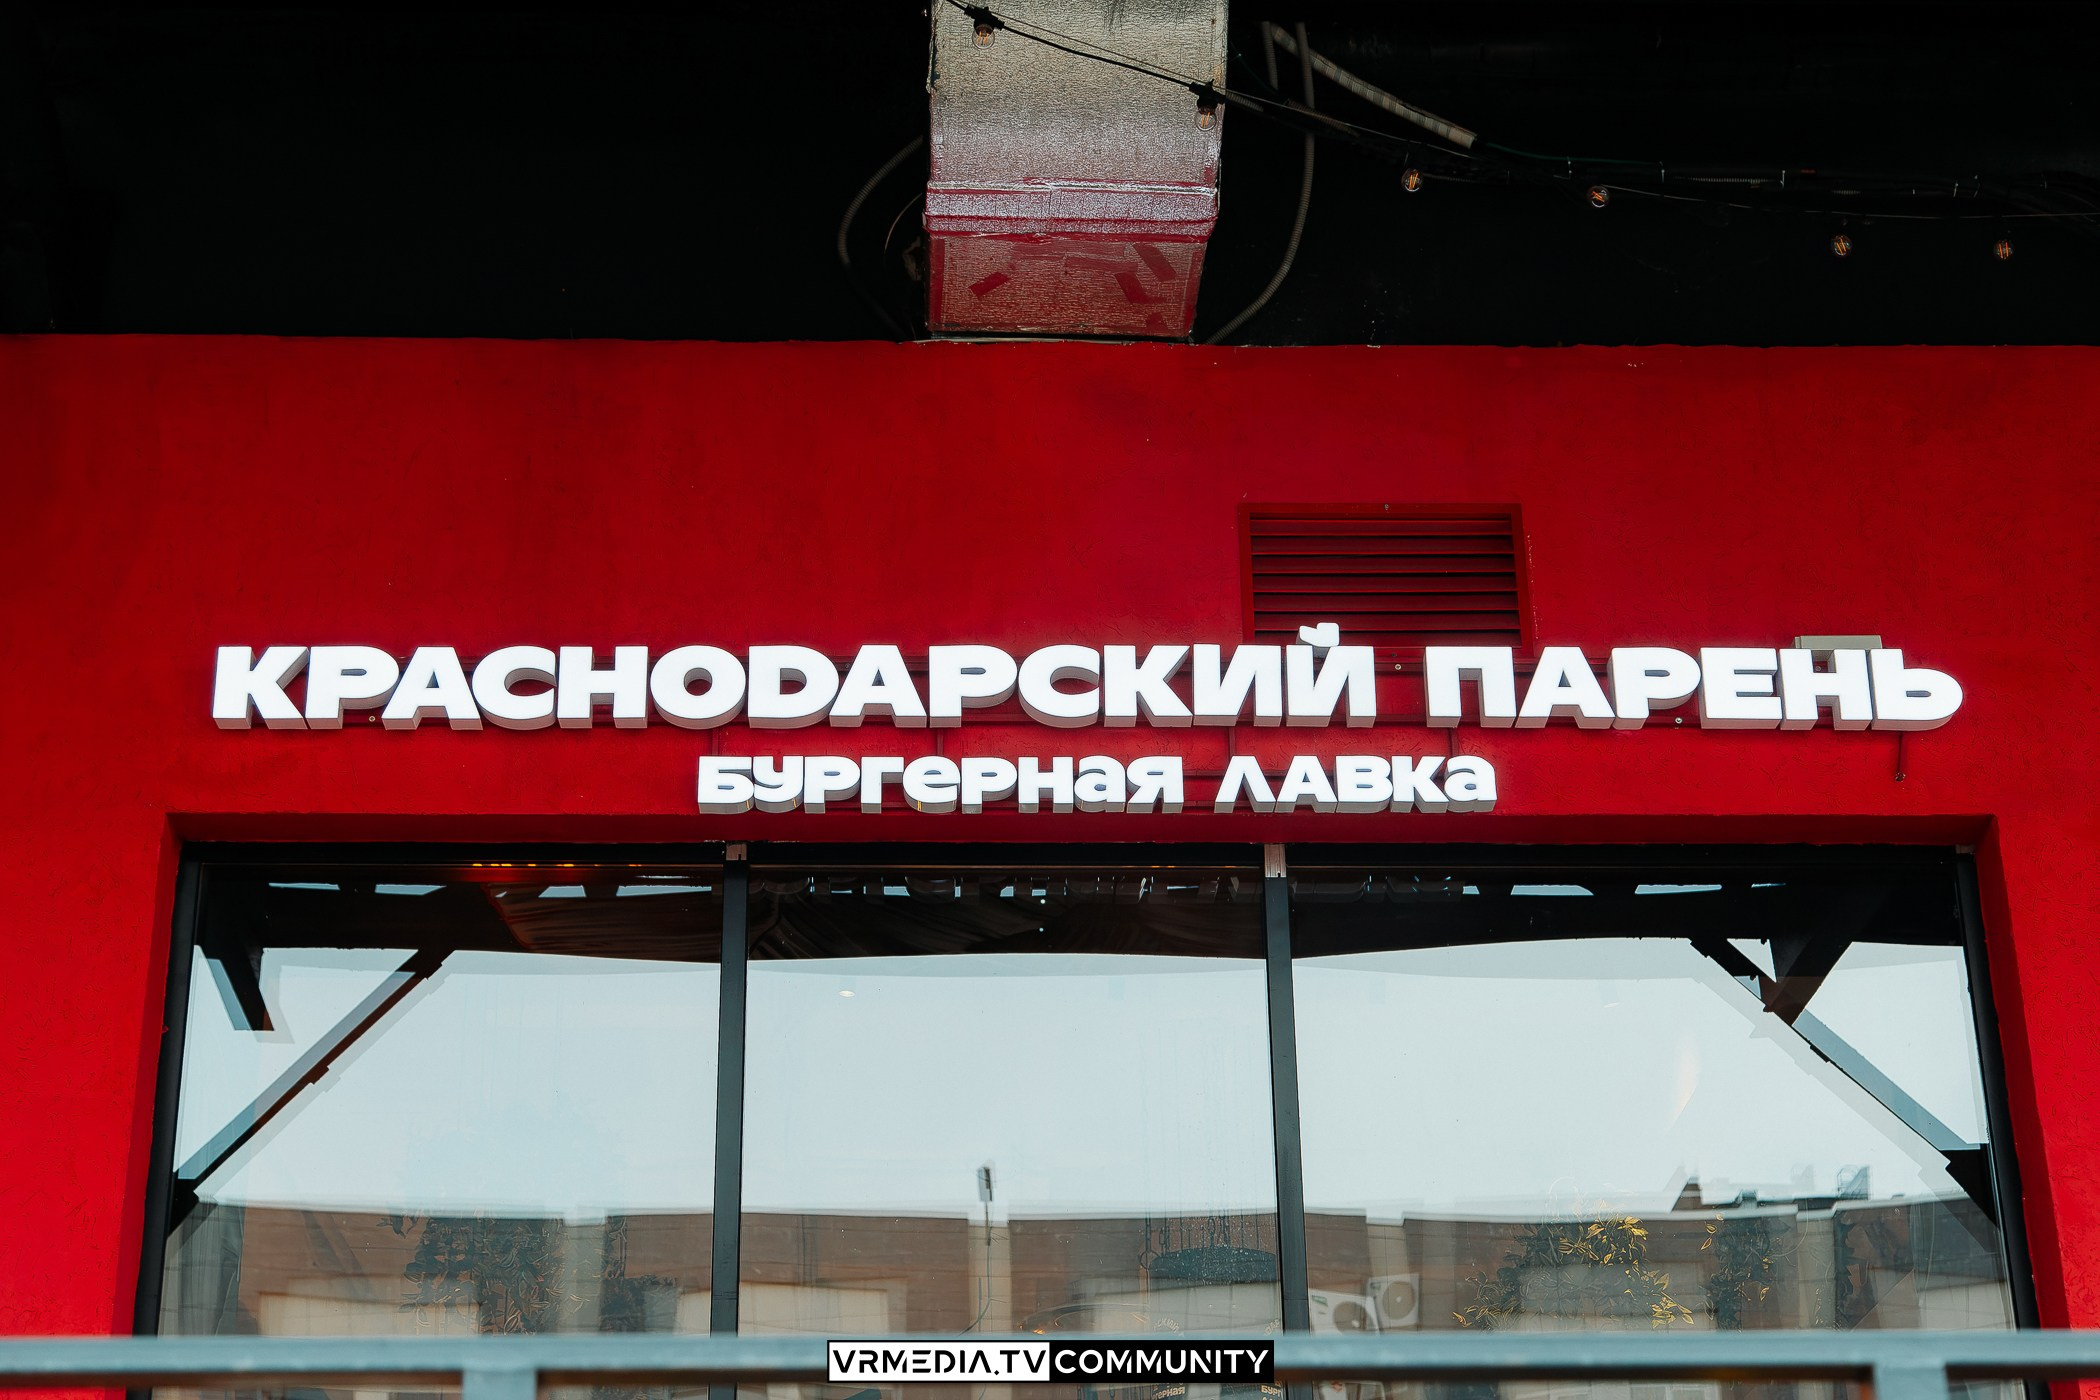 КРАСНОДАРСКИЙ ПАРЕНЬ
БУРГерная ЛАВКа
VRMEDIA.TV COMMUNITY